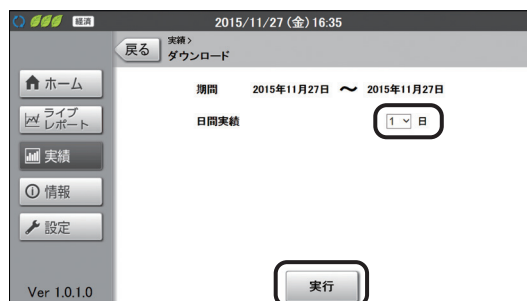 経済
2015/11/27 (金) 16:35
戻る
実績>
ダウンロード
ホーム
ライブ
レポート
実績
情報
設定
Ver 1.0.1.0
期間 2015年11月27日 ～ 2015年11月27日
日間実績 1 日
実行